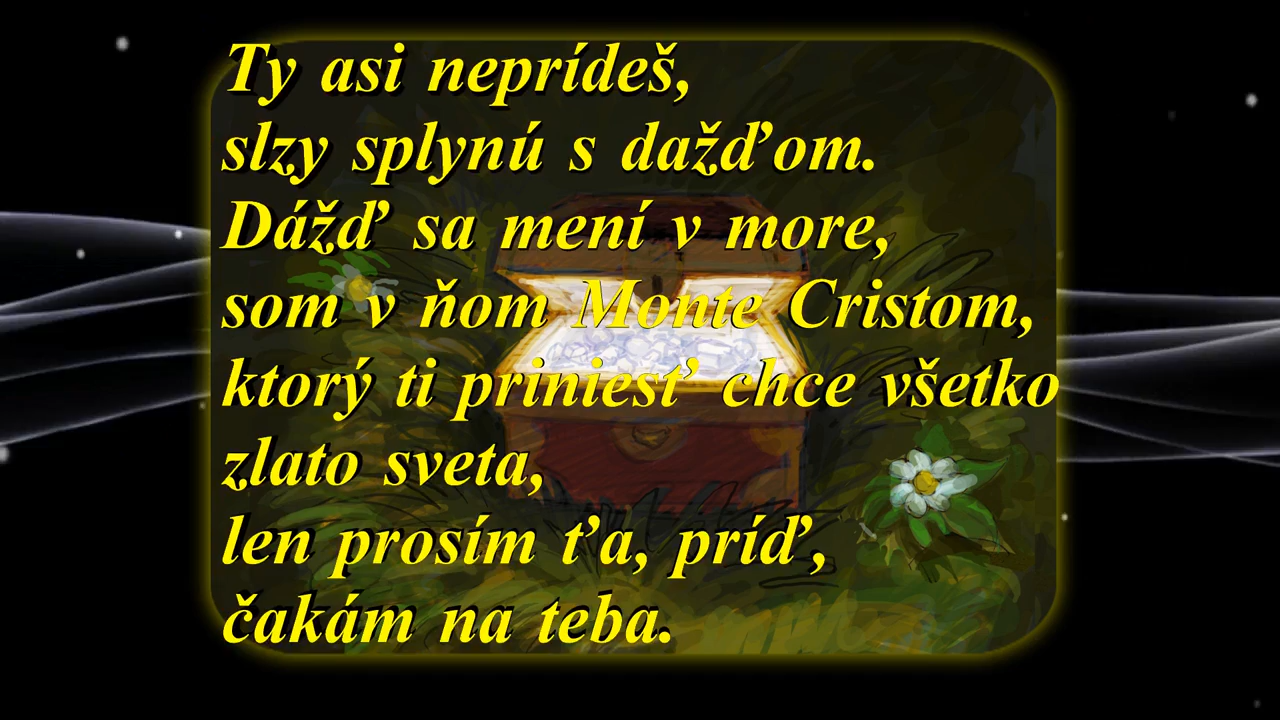 Ty asi neprídeš,
slzy splynú s dažďom.
Dážď sa mení v more,
som v ňom Monte Cristom,
ktorý ti priniesť chce všetko
zlato sveta,
len prosím ťa, príď,
čakám na teba.